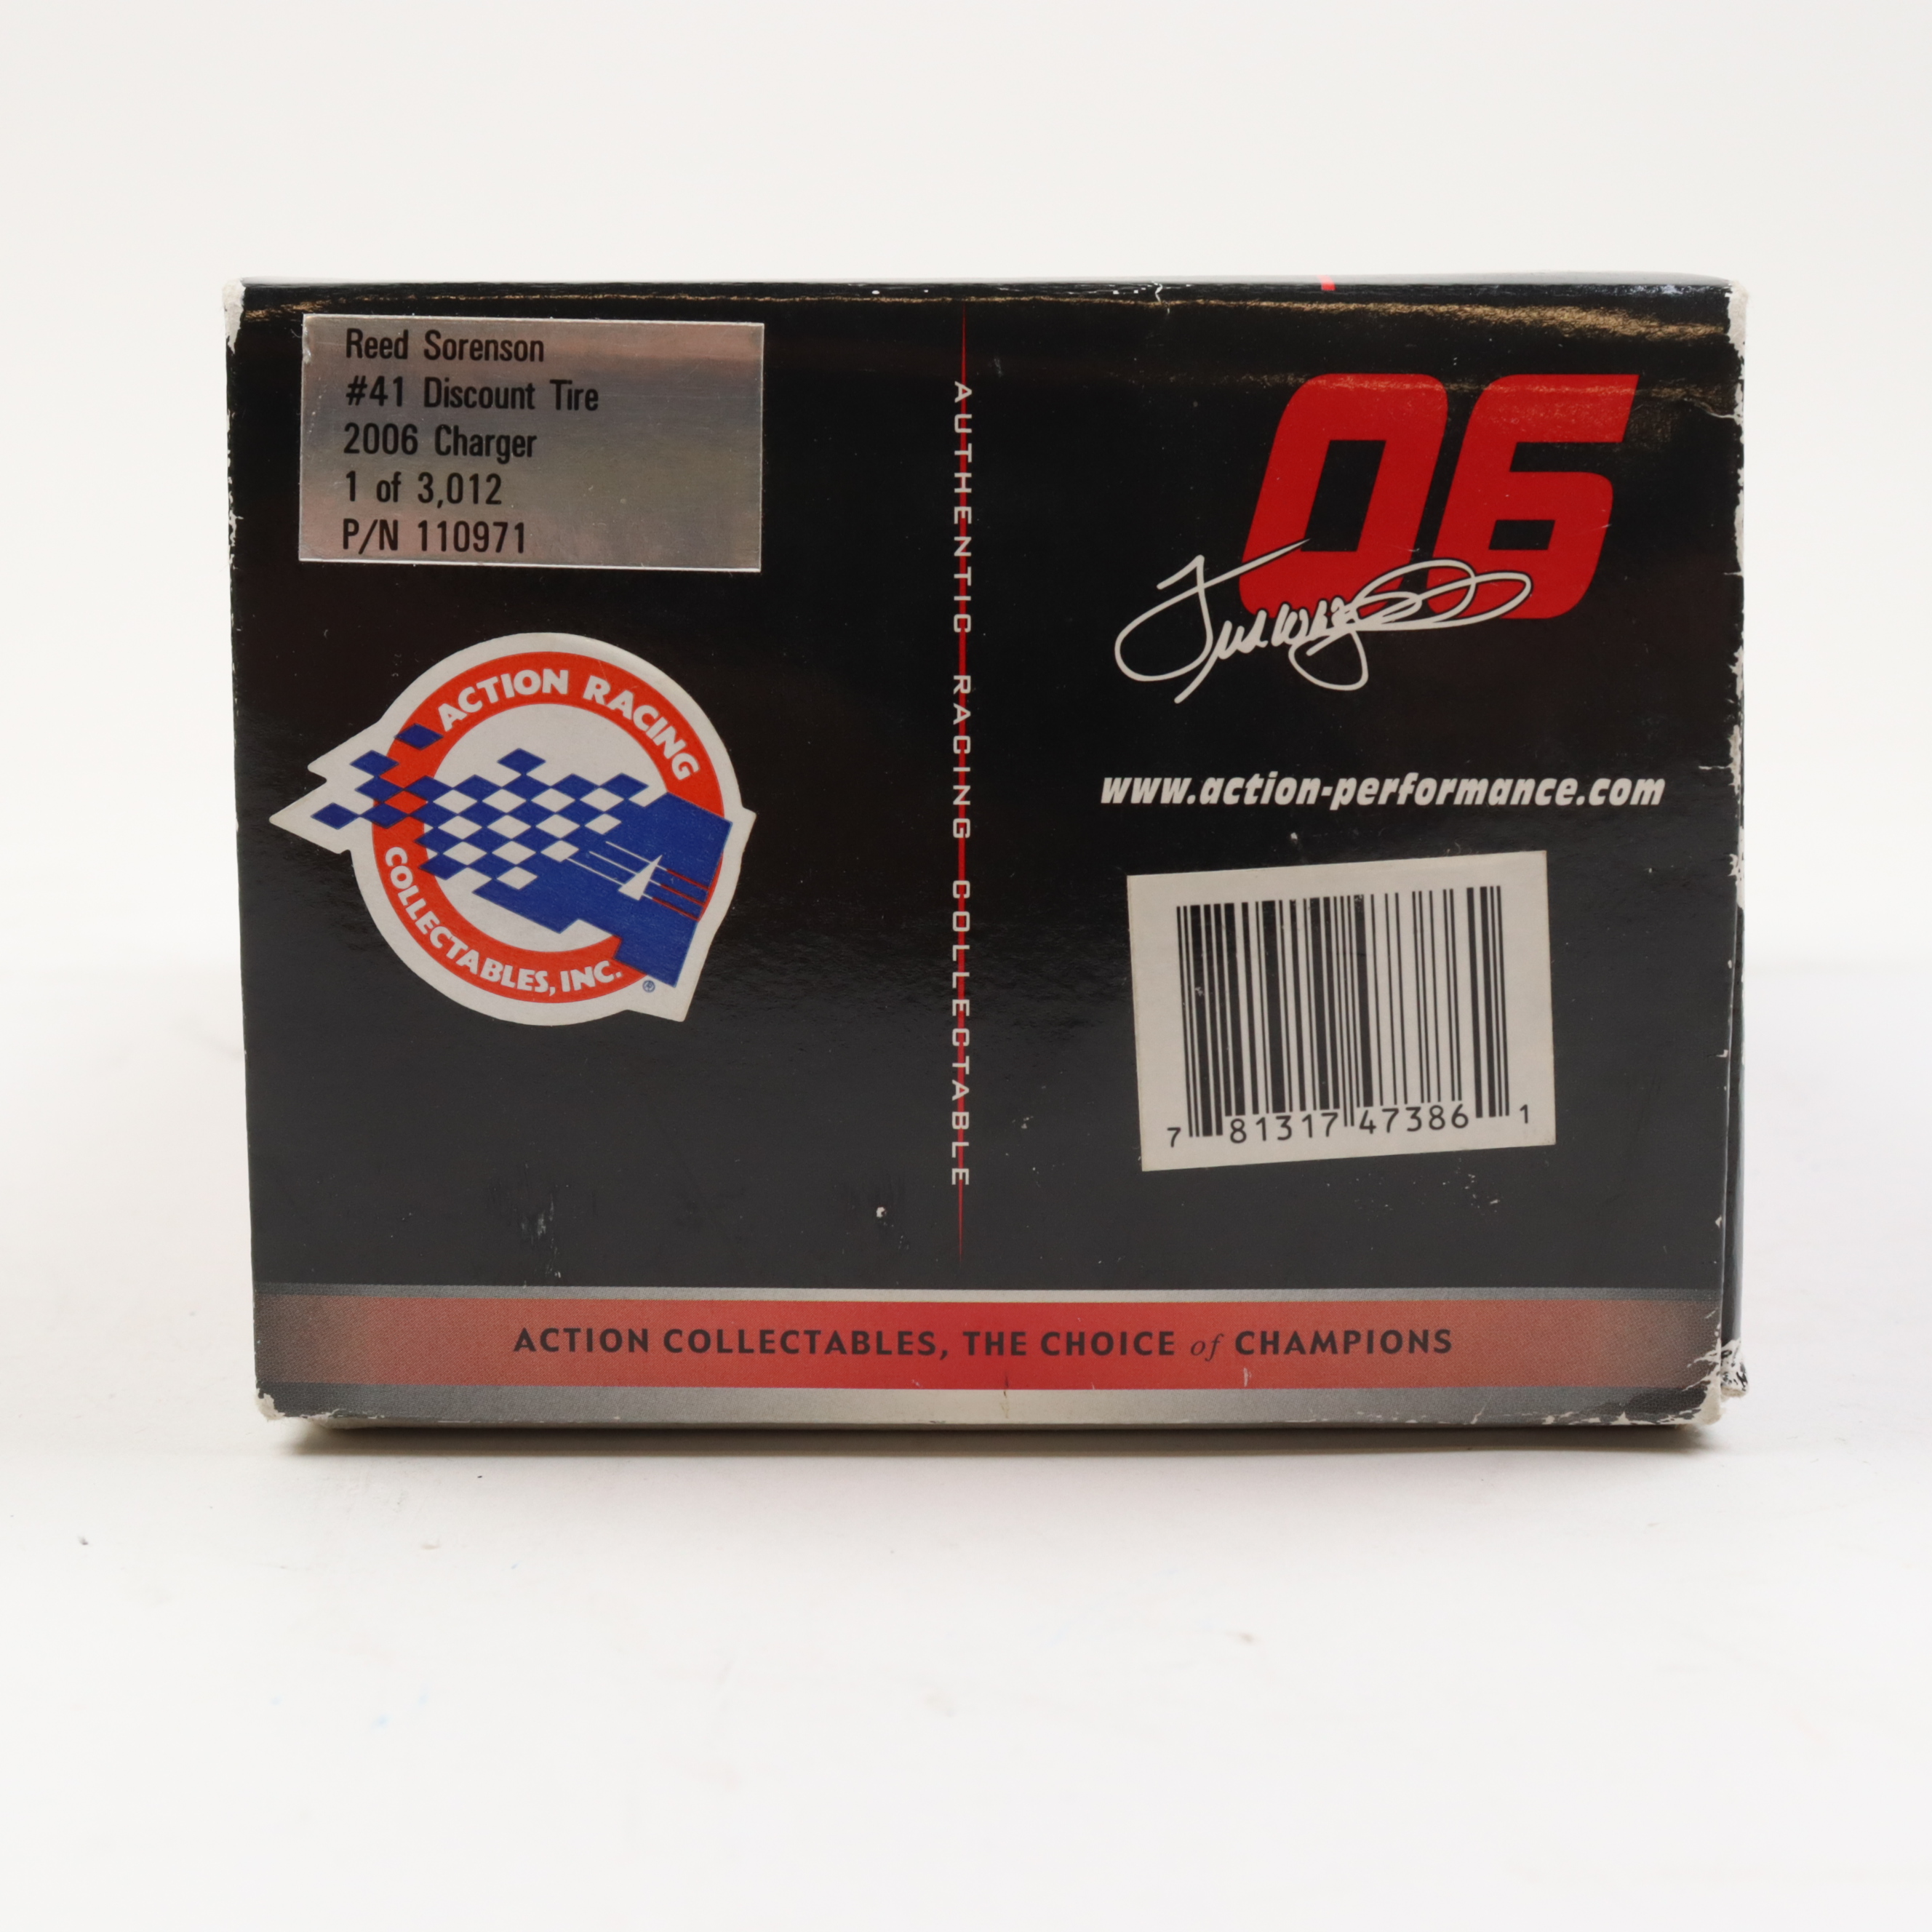 Reed Sorenson
#41 Discount Tire
2006 Charger
1 of 3,012
P/N 110971
ACTION RACING
COLLECTABLES, INC.
®
AUTHENTIC RACING COLLECTABLE
06
www.action-performance.com
7 81317 47386 1
ACTION COLLECTABLES, THE CHOICE of CHAMPIONS